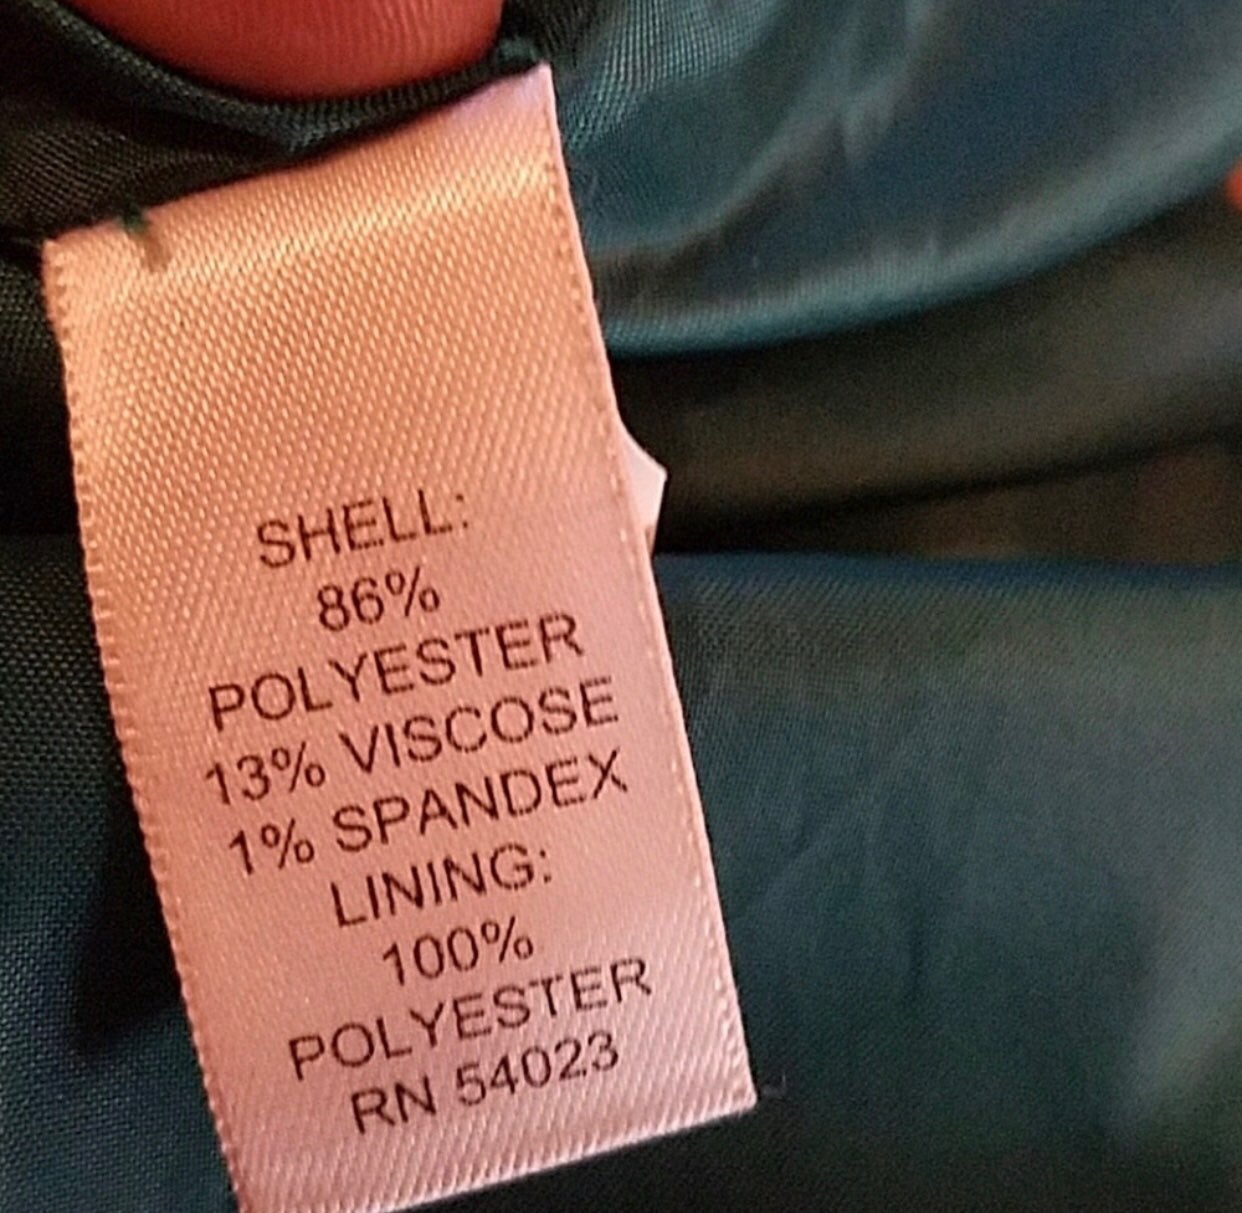 SHELL:
86%
POLYESTER
13% VISCOSE
1% SPANDEX
LINING:
100%
POLYESTER
RN 54023